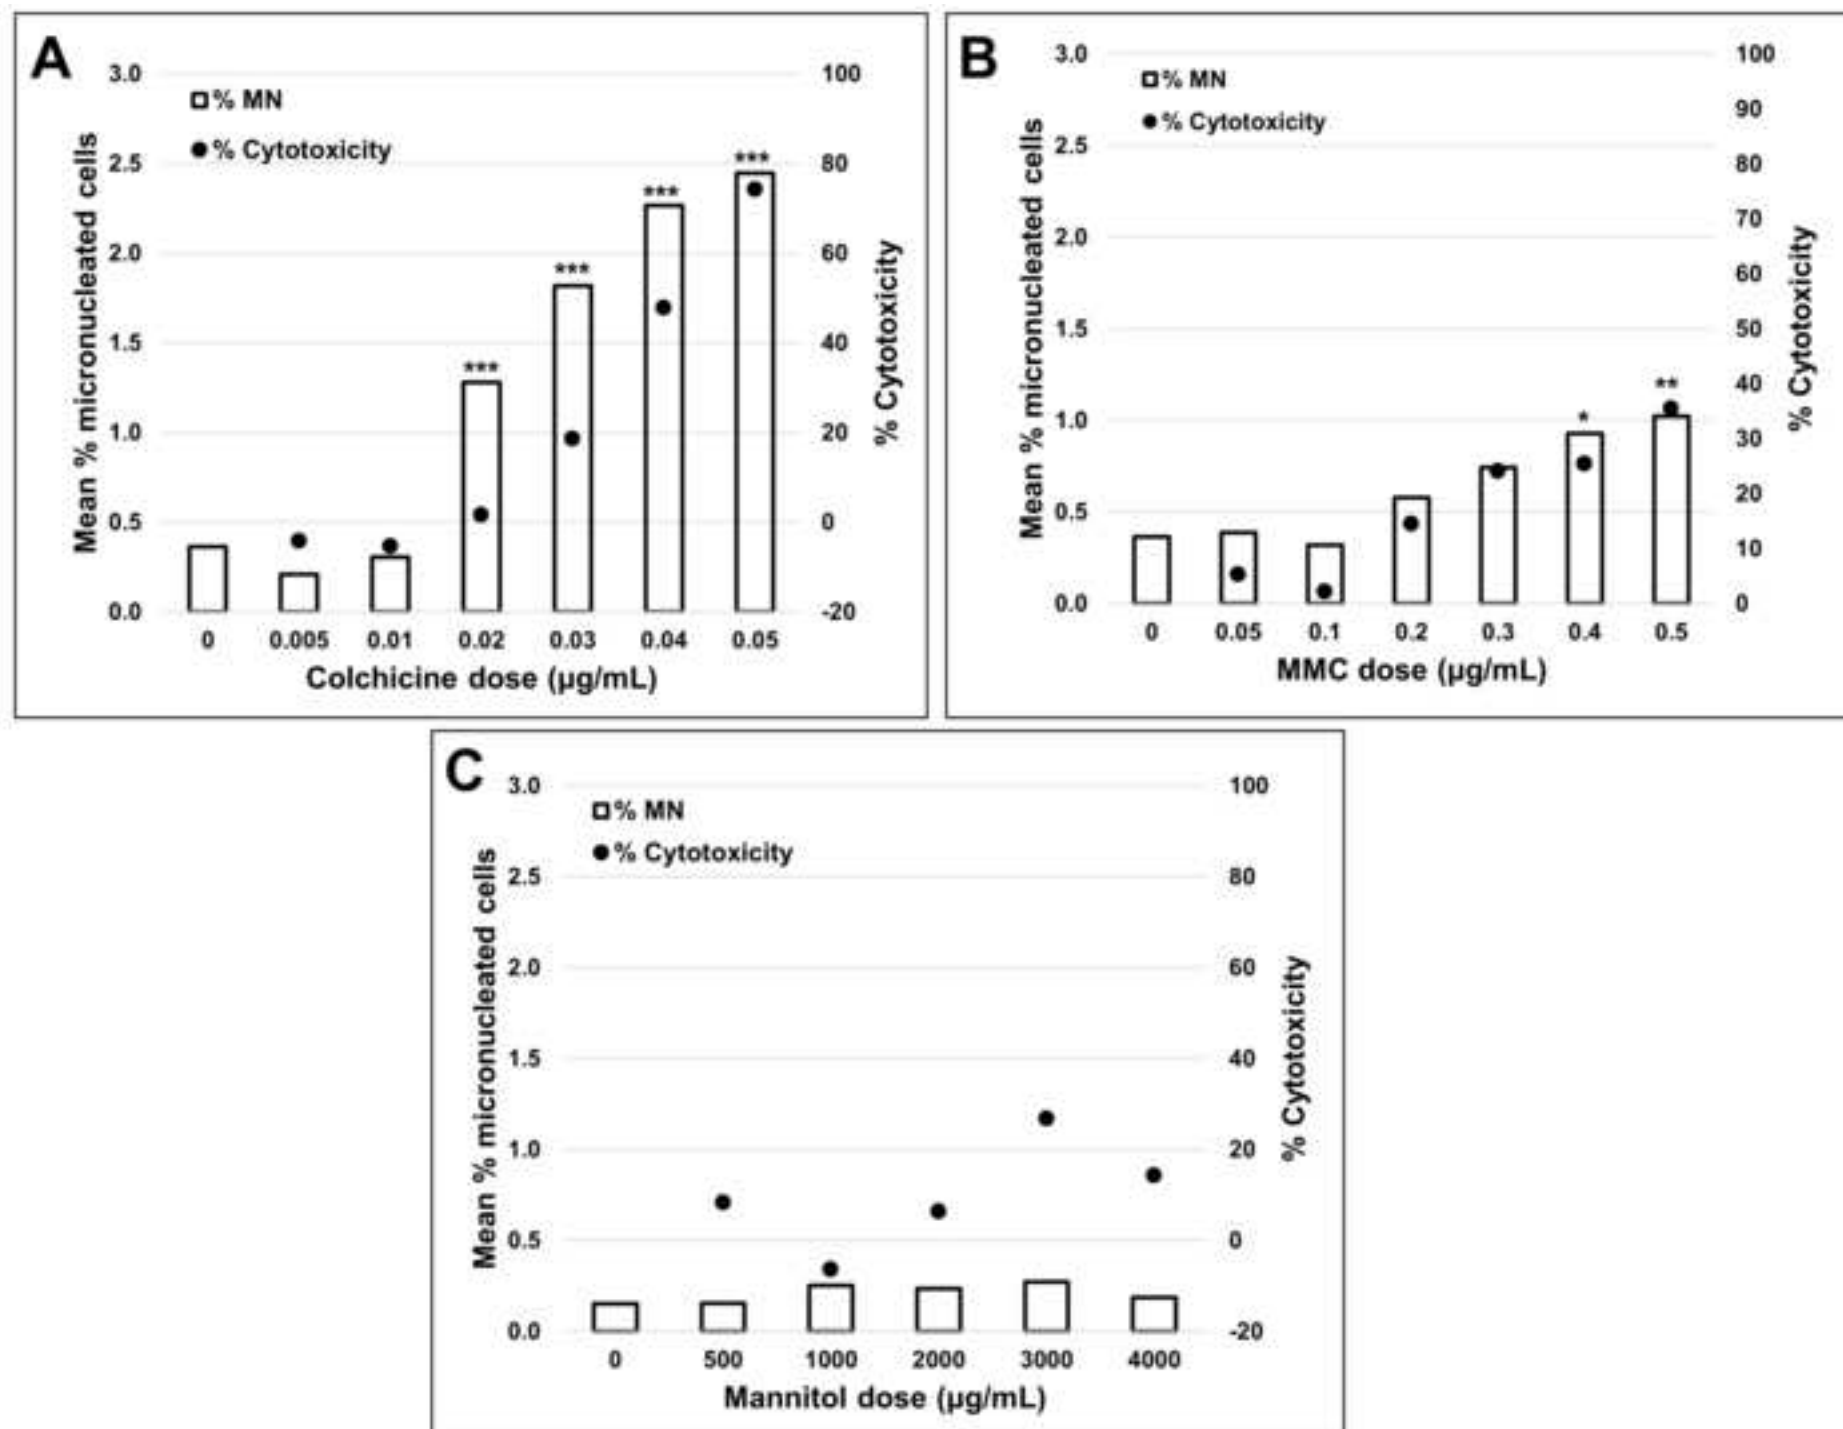 A
3.0 100
% MN
% Cytotoxicity
2.5 80
2.0 60
1.5 40
1.0 20
0.5 0
0.0 -20
Mean % micronucleated cells
% Cytotoxicity
*** *** *** ***
0 0.005 0.01 0.02 0.03 0.04 0.05
Colchicine dose (µg/mL)
B
3.0 100
% MN
90
% Cytotoxicity
2.5 80
70
2.0 60
1.5 50
40
1.0 30
0.5 20
10
0.0 0
Mean % micronucleated cells
% Cytotoxicity
* **
0 0.05 0.1 0.2 0.3 0.4 0.5
MMC dose (µg/mL)
C
3.0 100
% MN
% Cytotoxicity
2.5 80
2.0 60
1.5 40
1.0 20
0.5 0
0.0 -20
Mean % micronucleated cells
% Cytotoxicity
0 500 1000 2000 3000 4000
Mannitol dose (µg/mL)